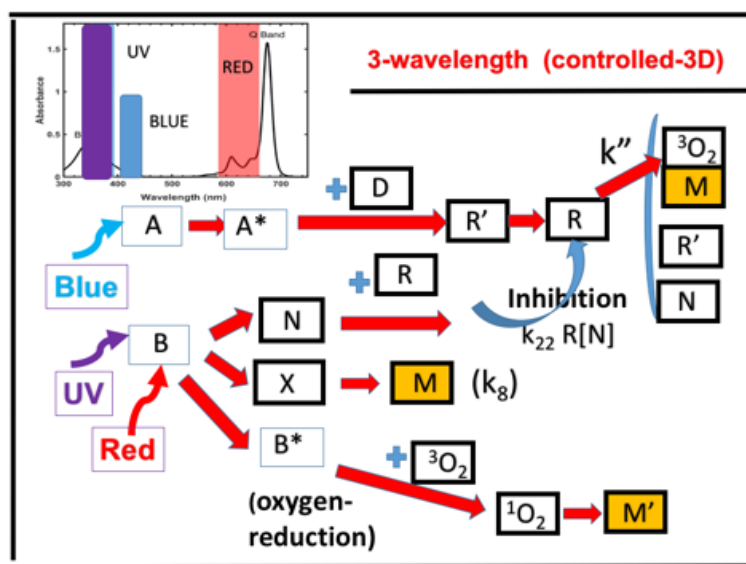 3-wavelength (controlled-3D)
Absorbance
1.5
1
0.5
0
300 400 500 600 700
Wavelength (nm)
UV
BLUE
RED
Q Band
B
A
A*
+ D
R'
R
k”
³O₂
M
R'
N
Blue
+ R
Inhibition
k₂₂ R[N]
UV
B
N
X
M
(k₈)
Red
B*
+ ³O₂
(oxygen-
reduction)
¹O₂
M’